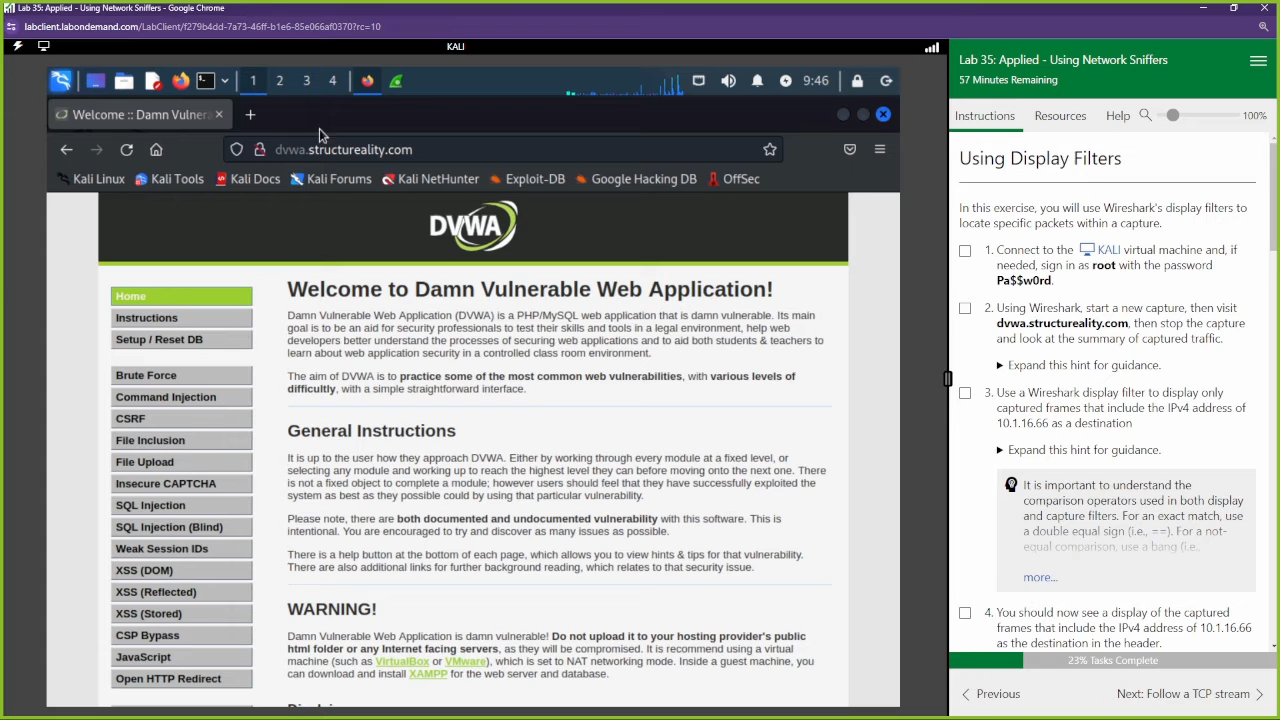 Lab 35: Applied - Using Network Sniffers - Google Chrome
labclient.labondemand.com/LabClient/f279b4dd-7a73-46ff-b1e6-85e066af0370?rc=10
KALI
1 2 3 4 9:46
Welcome :: Damn Vulnera
dvwa.structureality.com
Kali Linux Kali Tools Kali Docs Kali Forums Kali NetHunter Exploit-DB Google Hacking DB OffSec
DVWA
Home
Instructions
Setup / Reset DB
Brute Force
Command Injection
CSRF
File Inclusion
File Upload
Insecure CAPTCHA
SQL Injection
SQL Injection (Blind)
Weak Session IDs
XSS (DOM)
XSS (Reflected)
XSS (Stored)
CSP Bypass
JavaScript
Open HTTP Redirect
Welcome to Damn Vulnerable Web Application!
Damn Vulnerable Web Application (DVWA) is a PHP/MySQL web application that is damn vulnerable. Its main
goal is to be an aid for security professionals to test their skills and tools in a legal environment, help web
developers better understand the processes of securing web applications and to aid both students & teachers to
learn about web application security in a controlled class room environment.
The aim of DVWA is to practice some of the most common web vulnerabilities, with various levels of
difficulty, with a simple straightforward interface.
General Instructions
It is up to the user how they approach DVWA. Either by working through every module at a fixed level, or
selecting any module and working up to reach the highest level they can before moving onto the next one. There
is not a fixed object to complete a module; however users should feel that they have successfully exploited the
system as best as they possible could by using that particular vulnerability.
Please note, there are both documented and undocumented vulnerability with this software. This is
intentional. You are encouraged to try and discover as many issues as possible.
There is a help button at the bottom of each page, which allows you to view hints & tips for that vulnerability.
There are also additional links for further background reading, which relates to that security issue.
WARNING!
Damn Vulnerable Web Application is damn vulnerable! Do not upload it to your hosting provider's public
html folder or any Internet facing servers, as they will be compromised. It is recommend using a virtual
machine (such as VirtualBox or VMware), which is set to NAT networking mode. Inside a guest machine, you
can download and install XAMPP for the web server and database.
Lab 35: Applied - Using Network Sniffers
57 Minutes Remaining
Instructions Resources Help 100%
Using Display Filters
In this exercise, you will use Wireshark's display filters to
locate specific packets within a capture.
1. Connect to the KALI virtual machine and, if
needed, sign in as root with the password
Pa$$w0rd.
2. Using Wireshark, start a new capture, then visit
dvwa.structureality.com, then stop the capture
and look at the summary of captured traffic.
Expand this hint for guidance.
3. Use a Wireshark display filter to display only
captured frames that include the IPv4 address of
10.1.16.66 as a destination
Expand this hint for guidance.
It is important to understand the
comparison operators used in both display
and capture filters. For an exact match, use
a double equal sign (i.e., ==). For a not-
equal comparison, use a bang (i.e.,
more...
4. You should now see a display of the captured
frames that include the IPv4 address of 10.1.16.66
as the destination in the header.
23% Tasks Complete
Previous Next: Follow a TCP stream